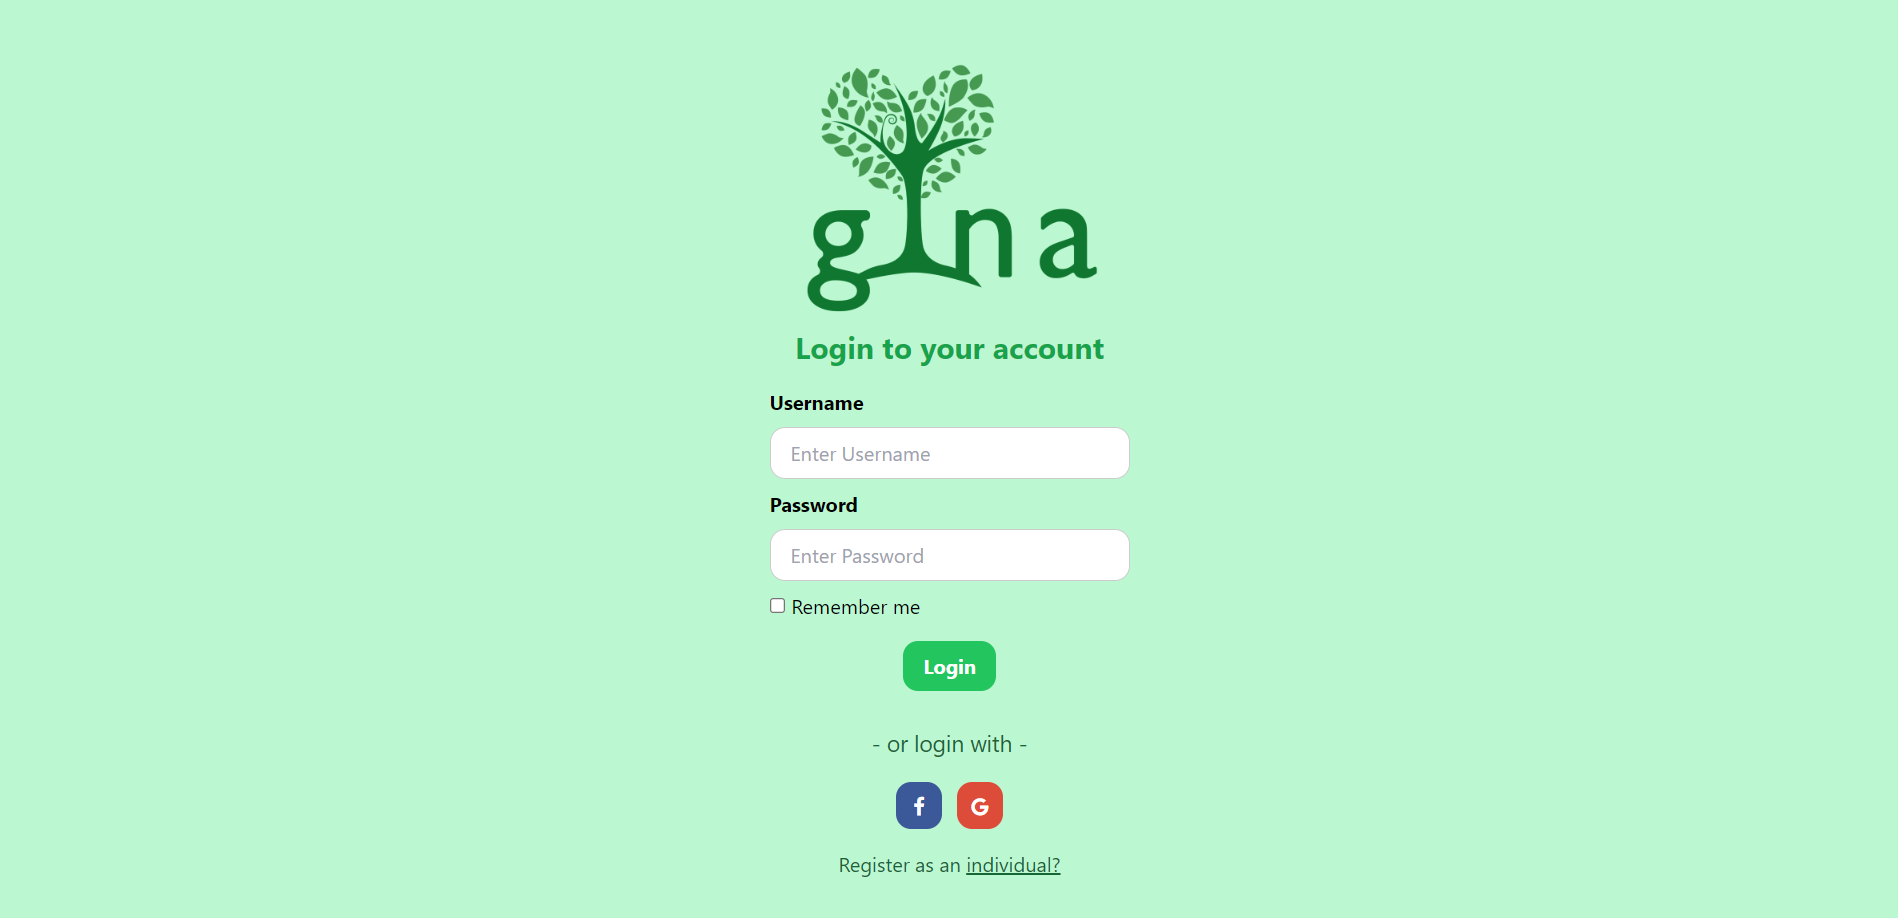 gina
Login to your account
Username
Enter Username
Password
Enter Password
Remember me
Login
- or login with -
f G
Register as an individual?